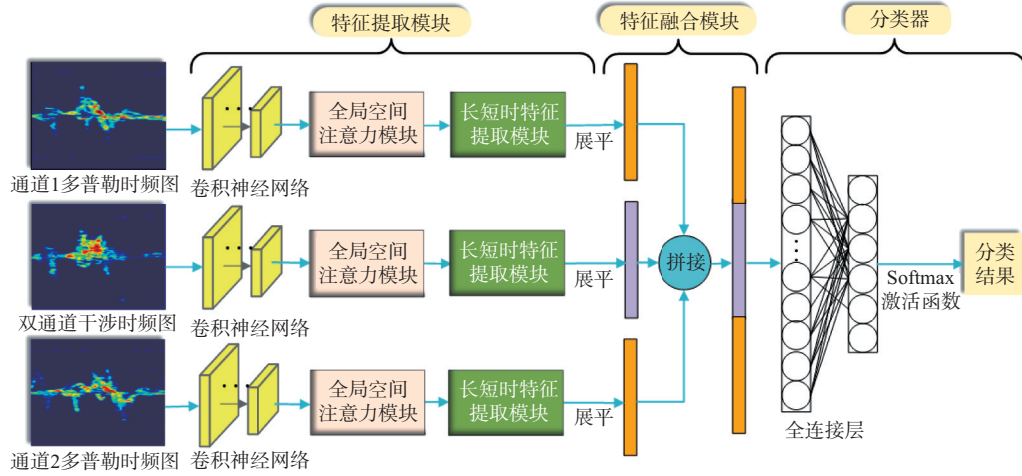 特征提取模块
特征融合模块
分类器
通道1多普勒时频图
卷积神经网络
全局空间
注意力模块
长短时特征
提取模块
展平
双通道干涉时频图
卷积神经网络
全局空间
注意力模块
长短时特征
提取模块
展平
通道2多普勒时频图
卷积神经网络
全局空间
注意力模块
长短时特征
提取模块
展平
拼接
全连接层
Softmax
激活函数
分类
结果